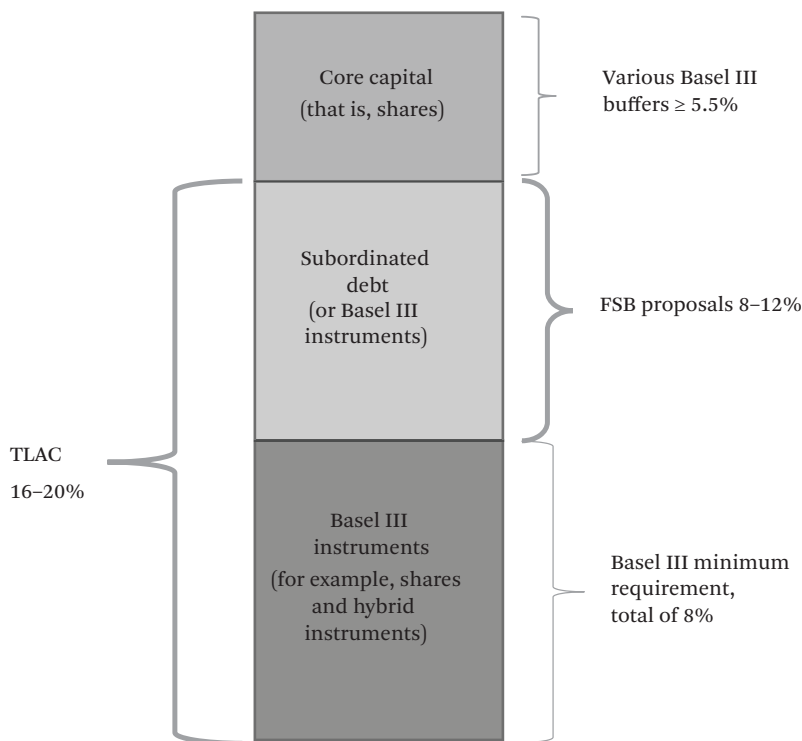 Core capital
(that is, shares)
Various Basel III
buffers ≥ 5.5%
Subordinated
debt
(or Basel III
instruments)
FSB proposals 8–12%
TLAC
16–20%
Basel III
instruments
(for example, shares
and hybrid
instruments)
Basel III minimum
requirement,
total of 8%